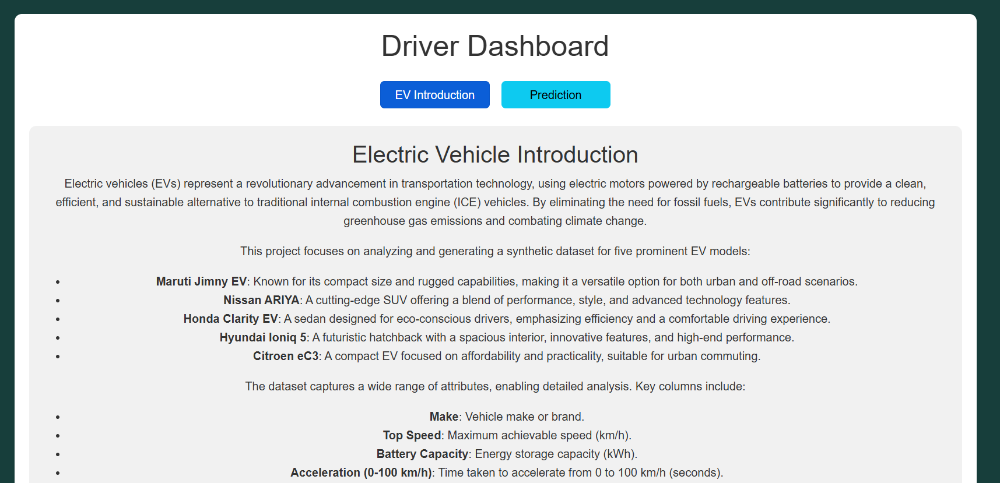 Driver Dashboard
EV Introduction
Prediction
Electric Vehicle Introduction
Electric vehicles (EVs) represent a revolutionary advancement in transportation technology, using electric motors powered by rechargeable batteries to provide a clean,
efficient, and sustainable alternative to traditional internal combustion engine (ICE) vehicles. By eliminating the need for fossil fuels, EVs contribute significantly to reducing
greenhouse gas emissions and combating climate change.
This project focuses on analyzing and generating a synthetic dataset for five prominent EV models:
• Maruti Jimny EV: Known for its compact size and rugged capabilities, making it a versatile option for both urban and off-road scenarios.
• Nissan ARIYA: A cutting-edge SUV offering a blend of performance, style, and advanced technology features.
• Honda Clarity EV: A sedan designed for eco-conscious drivers, emphasizing efficiency and a comfortable driving experience.
• Hyundai Ioniq 5: A futuristic hatchback with a spacious interior, innovative features, and high-end performance.
• Citroen eC3: A compact EV focused on affordability and practicality, suitable for urban commuting.
The dataset captures a wide range of attributes, enabling detailed analysis. Key columns include:
• Make: Vehicle make or brand.
• Top Speed: Maximum achievable speed (km/h).
• Battery Capacity: Energy storage capacity (kWh).
• Acceleration (0-100 km/h): Time taken to accelerate from 0 to 100 km/h (seconds).